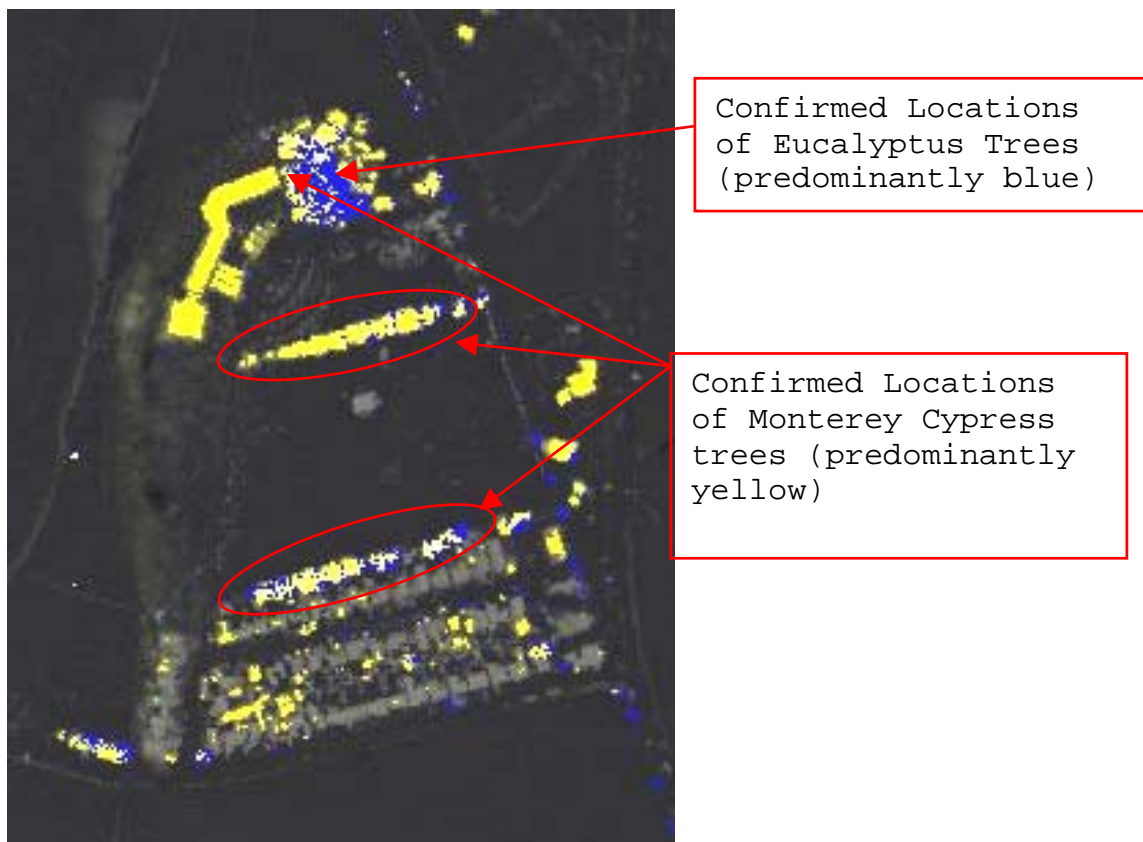 Confirmed Locations
of Eucalyptus Trees
(predominantly blue)
Confirmed Locations
of Monterey Cypress
trees (predominantly
yellow)